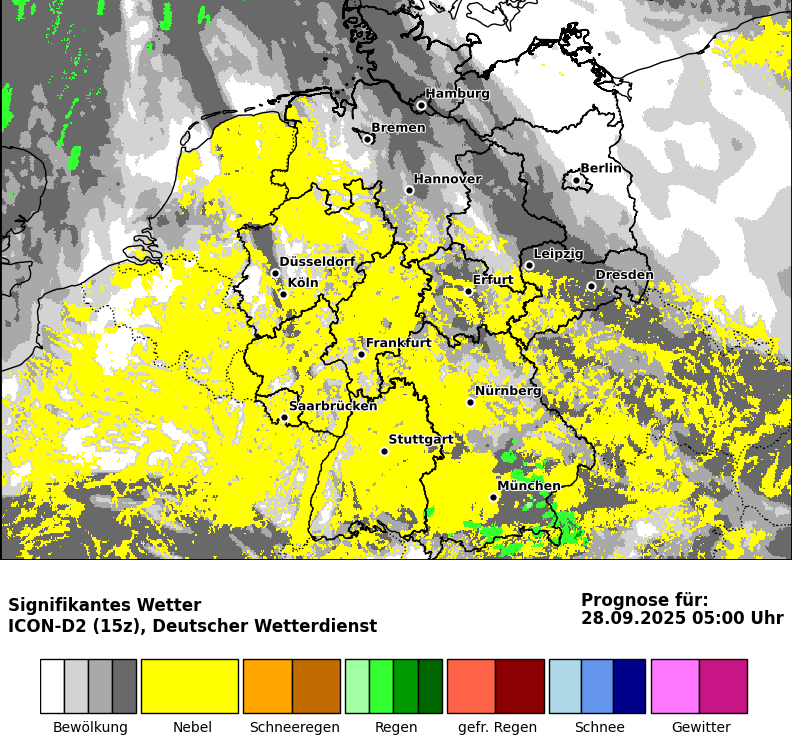 Hamburg
Bremen
Berlin
Hannover
Leipzig
Düsseldorf
Dresden
Erfurt
Köln
Frankfurt
Nürnberg
Saarbrücken
Stuttgart
München
Signifikantes Wetter
ICON-D2 (15z), Deutscher Wetterdienst
Prognose für:
28.09.2025 05:00 Uhr
Bewölkung Nebel Schneeregen Regen gefr. Regen Schnee Gewitter